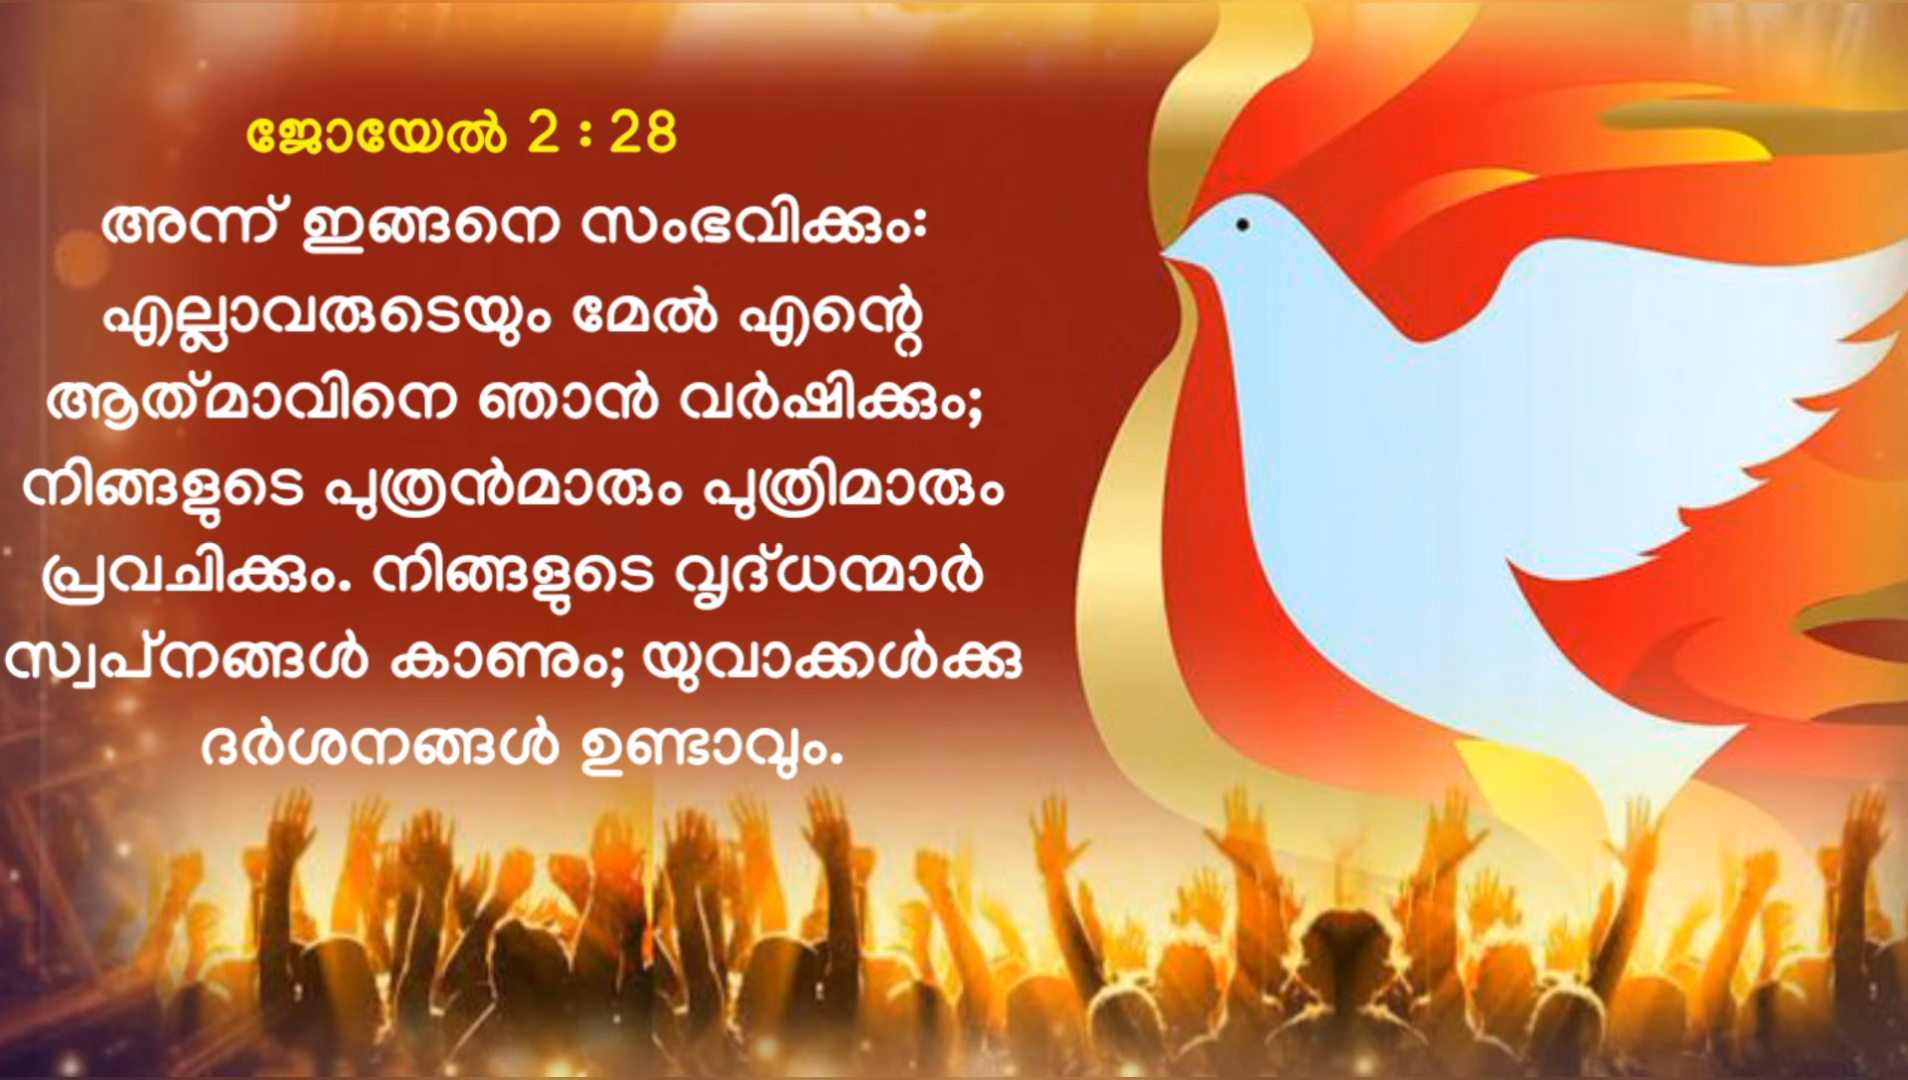 ജോയേൽ 2 : 28
അന്ന് ഇങ്ങനെ സംഭവിക്കും:
എല്ലാവരുടെയും മേൽ എന്റെ
ആത്‌മാവിനെ ഞാൻ വർഷിക്കും;
നിങ്ങളുടെ പുത്രൻമാരും പുത്രിമാരും
പ്രവചിക്കും. നിങ്ങളുടെ വൃദ്‌ധന്മാർ
സ്വപ്‌നങ്ങൾ കാണും; യുവാക്കൾക്കു
ദർശനങ്ങൾ ഉണ്ടാവും.